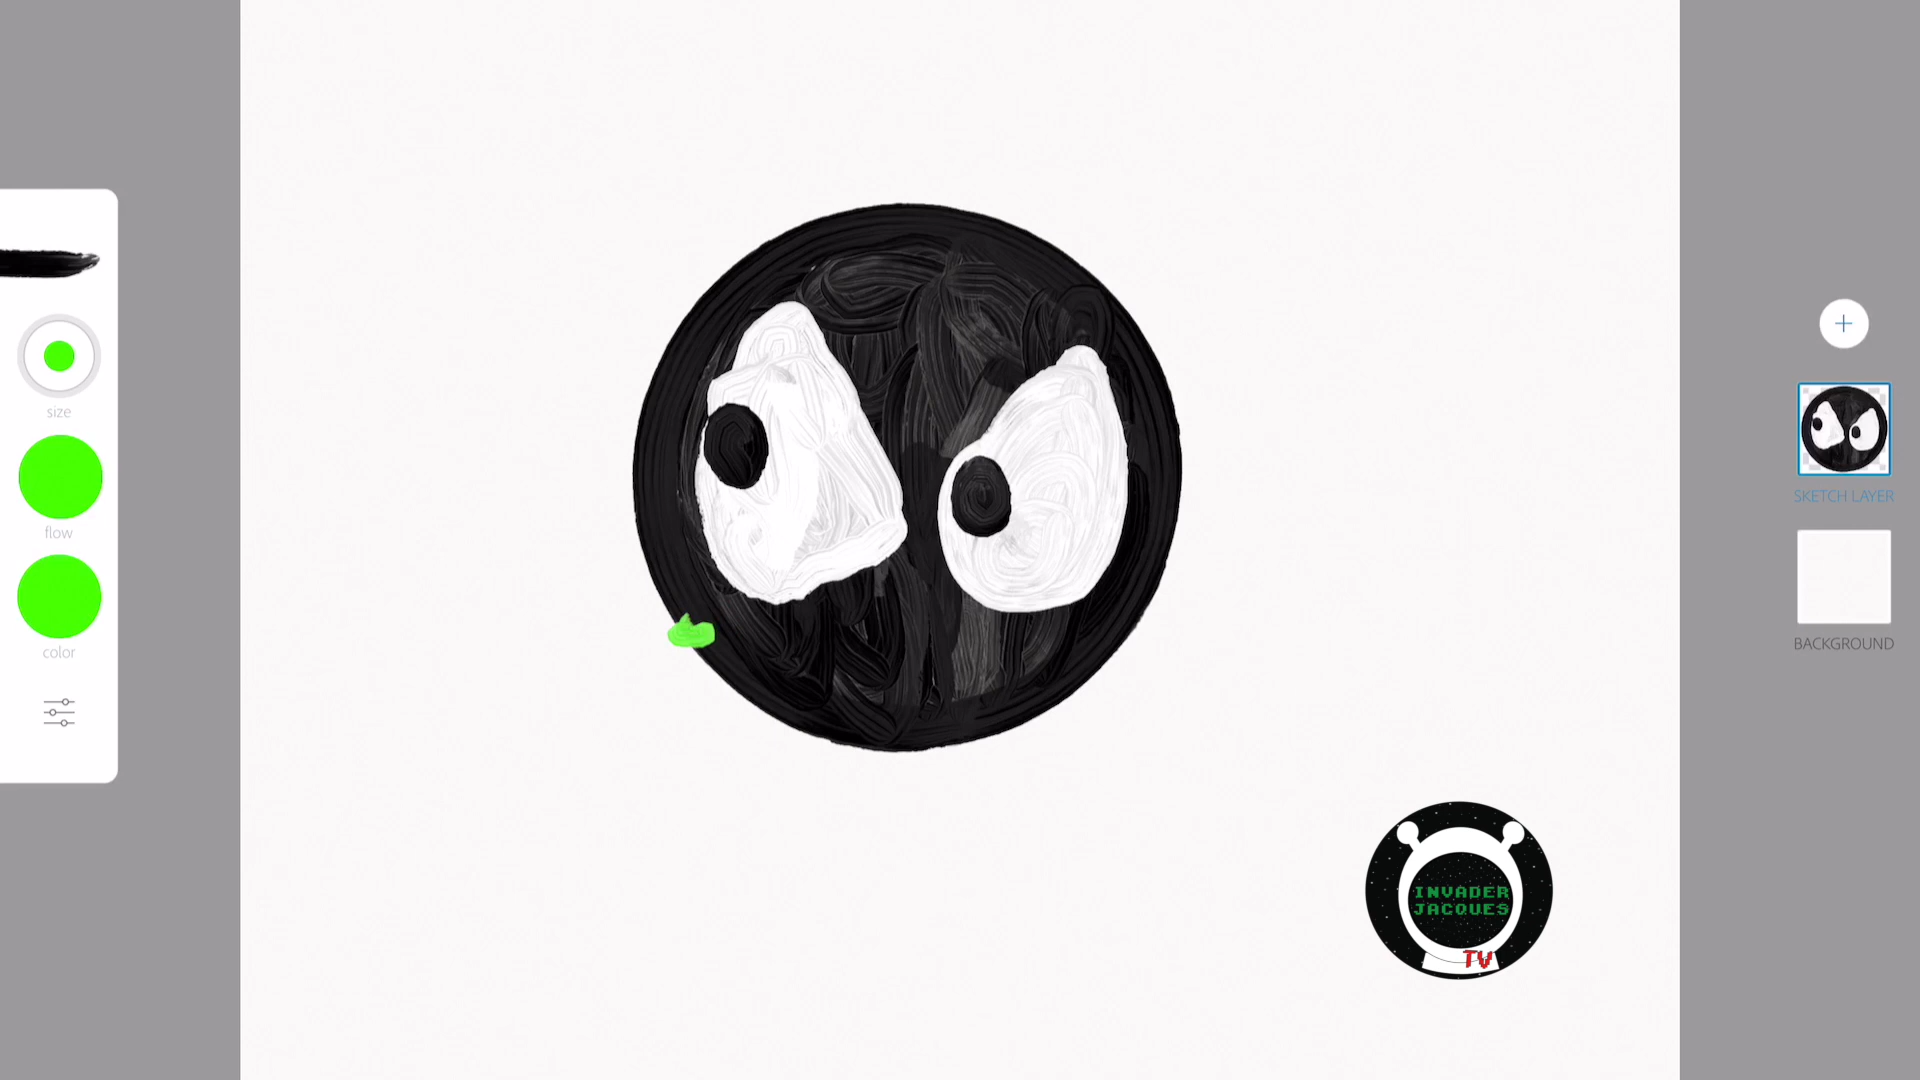 size
flow
color
SKETCH LAYER
BACKGROUND
INVADER
JACQUES
TV